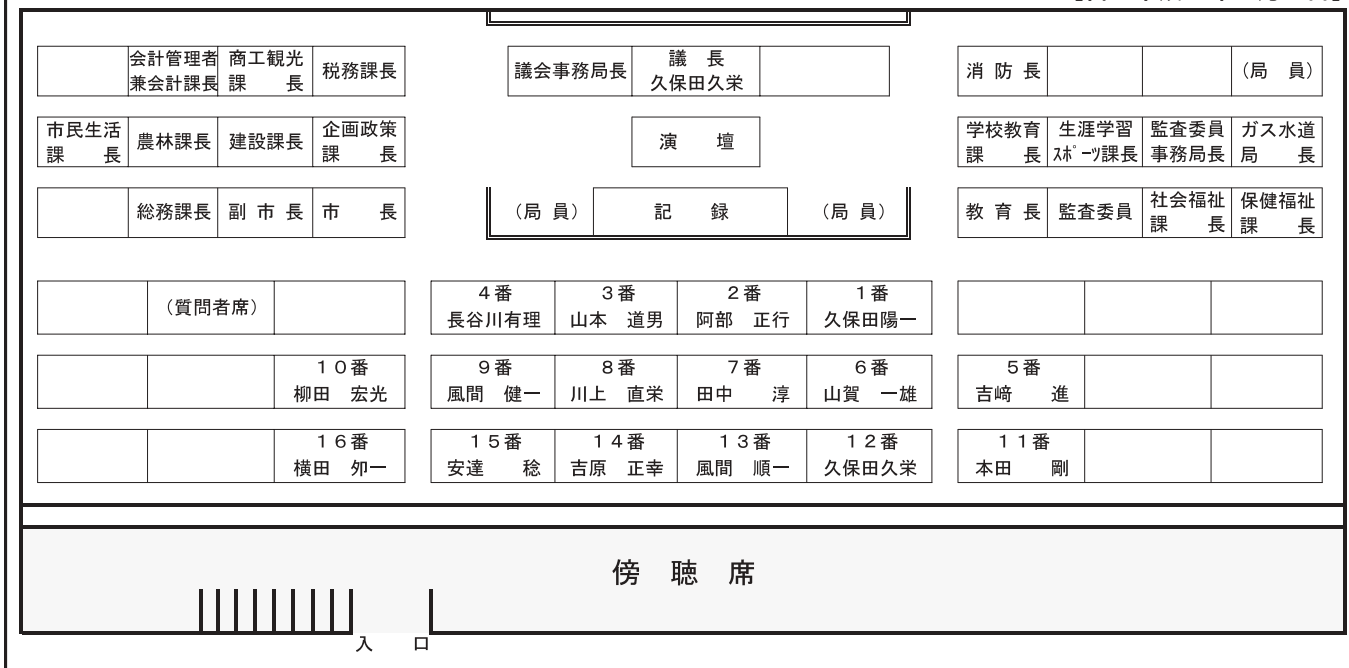 会計管理者 商工観光 税務課長
兼会計課長 課　　長
議会事務局長 議　長
久保田久栄
消 防 長 （局　員）
市民生活 農林課長 建設課長 企画政策
課　　長 課　　長
演　　壇
学校教育 生涯学習 監査委員 ガス水道
課　　長 ｽﾎﾟｰﾂ課長 事務局長 局　　長
総務課長 副 市 長 市　　長
（局 員） 記　　録 （局 員）
教 育 長 監査委員 社会福祉 保健福祉
課　　長 課　　長
（質問者席）
４番 ３番 ２番 １番
長谷川有理 山本　道男 阿部　正行 久保田陽一
１０番 ９番 ８番 ７番 ６番 ５番
柳田　宏光 風間　健一 川上　直栄 田中　　淳 山賀　一雄 吉﨑　　進
１６番 １５番 １４番 １３番 １２番 １１番
横田　　一 安達　　稔 吉原　正幸 風間　順一 久保田久栄 本田　　剛
傍　聴　席
入　　口